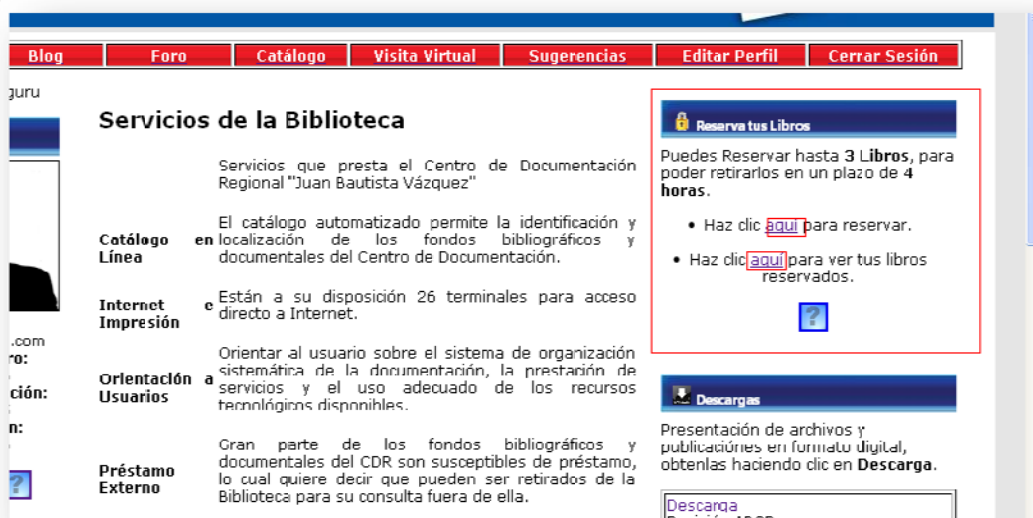 Blog Foro Catálogo Visita Virtual Sugerencias Editar Perfil Cerrar Sesión
guru
ro:
ción:
n:
.com
Servicios de la Biblioteca
Servicios que presta el Centro de Documentación
Regional "Juan Bautista Vázquez"
Catálogo en
Línea
El catálogo automatizado permite la identificación y
localización de los fondos bibliográficos y
documentales del Centro de Documentación.
Internet e
Impresión
Están a su disposición 26 terminales para acceso
directo a Internet.
Orientación a
Usuarios
Orientar al usuario sobre el sistema de organización
sistemática de la documentación, la prestación de
servicios y el uso adecuado de los recursos
tecnológicos disponibles.
Préstamo
Externo
Gran parte de los fondos bibliográficos y
documentales del CDR son susceptibles de préstamo,
lo cual quiere decir que pueden ser retirados de la
Biblioteca para su consulta fuera de ella.
Reserva tus Libros
Puedes Reservar hasta 3 Libros, para
poder retirarlos en un plazo de 4
horas.
• Haz clic aquí para reservar.
• Haz clic aquí para ver tus libros
reservados.
?
Descargas
Presentación de archivos y
publicaciónes en formato digital,
obtenlas haciendo clic en Descarga.
Descarga
?